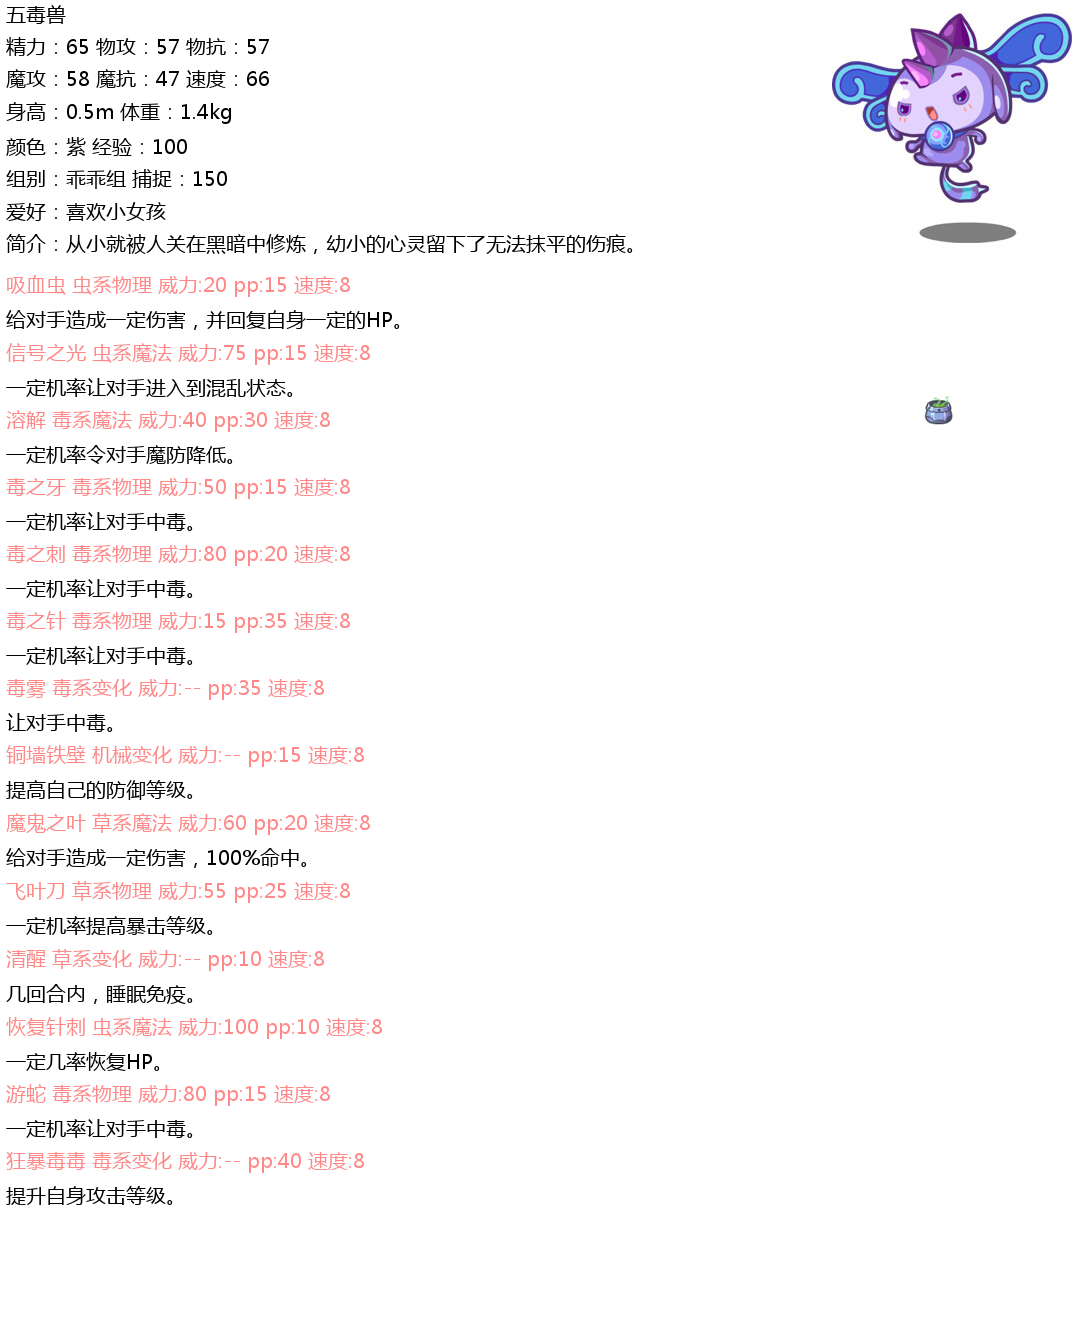 五毒兽
精力：65 物攻：57 物抗：57
魔攻：58 魔抗：47 速度：66
身高：0.5m 体重：1.4kg
颜色：紫 经验：100
组别：乖乖组 捕捉：150
爱好：喜欢小女孩
简介：从小就被人关在黑暗中修炼，幼小的心灵留下了无法抹平的伤痕。
吸血虫 虫系物理 威力:20 pp:15 速度:8
给对手造成一定伤害，并回复自身一定的HP。
信号之光 虫系魔法 威力:75 pp:15 速度:8
一定机率让对手进入到混乱状态。
溶解 毒系魔法 威力:40 pp:30 速度:8
一定机率令对手魔防降低。
毒之牙 毒系物理 威力:50 pp:15 速度:8
一定机率让对手中毒。
毒之刺 毒系物理 威力:80 pp:20 速度:8
一定机率让对手中毒。
毒之针 毒系物理 威力:15 pp:35 速度:8
一定机率让对手中毒。
毒雾 毒系变化 威力:-- pp:35 速度:8
让对手中毒。
铜墙铁壁 机械变化 威力:-- pp:15 速度:8
提高自己的防御等级。
魔鬼之叶 草系魔法 威力:60 pp:20 速度:8
给对手造成一定伤害，100%命中。
飞叶刀 草系物理 威力:55 pp:25 速度:8
一定机率提高暴击等级。
清醒 草系变化 威力:-- pp:10 速度:8
几回合内，睡眠免疫。
恢复针刺 虫系魔法 威力:100 pp:10 速度:8
一定几率恢复HP。
游蛇 毒系物理 威力:80 pp:15 速度:8
一定机率让对手中毒。
狂暴毒毒 毒系变化 威力:-- pp:40 速度:8
提升自身攻击等级。